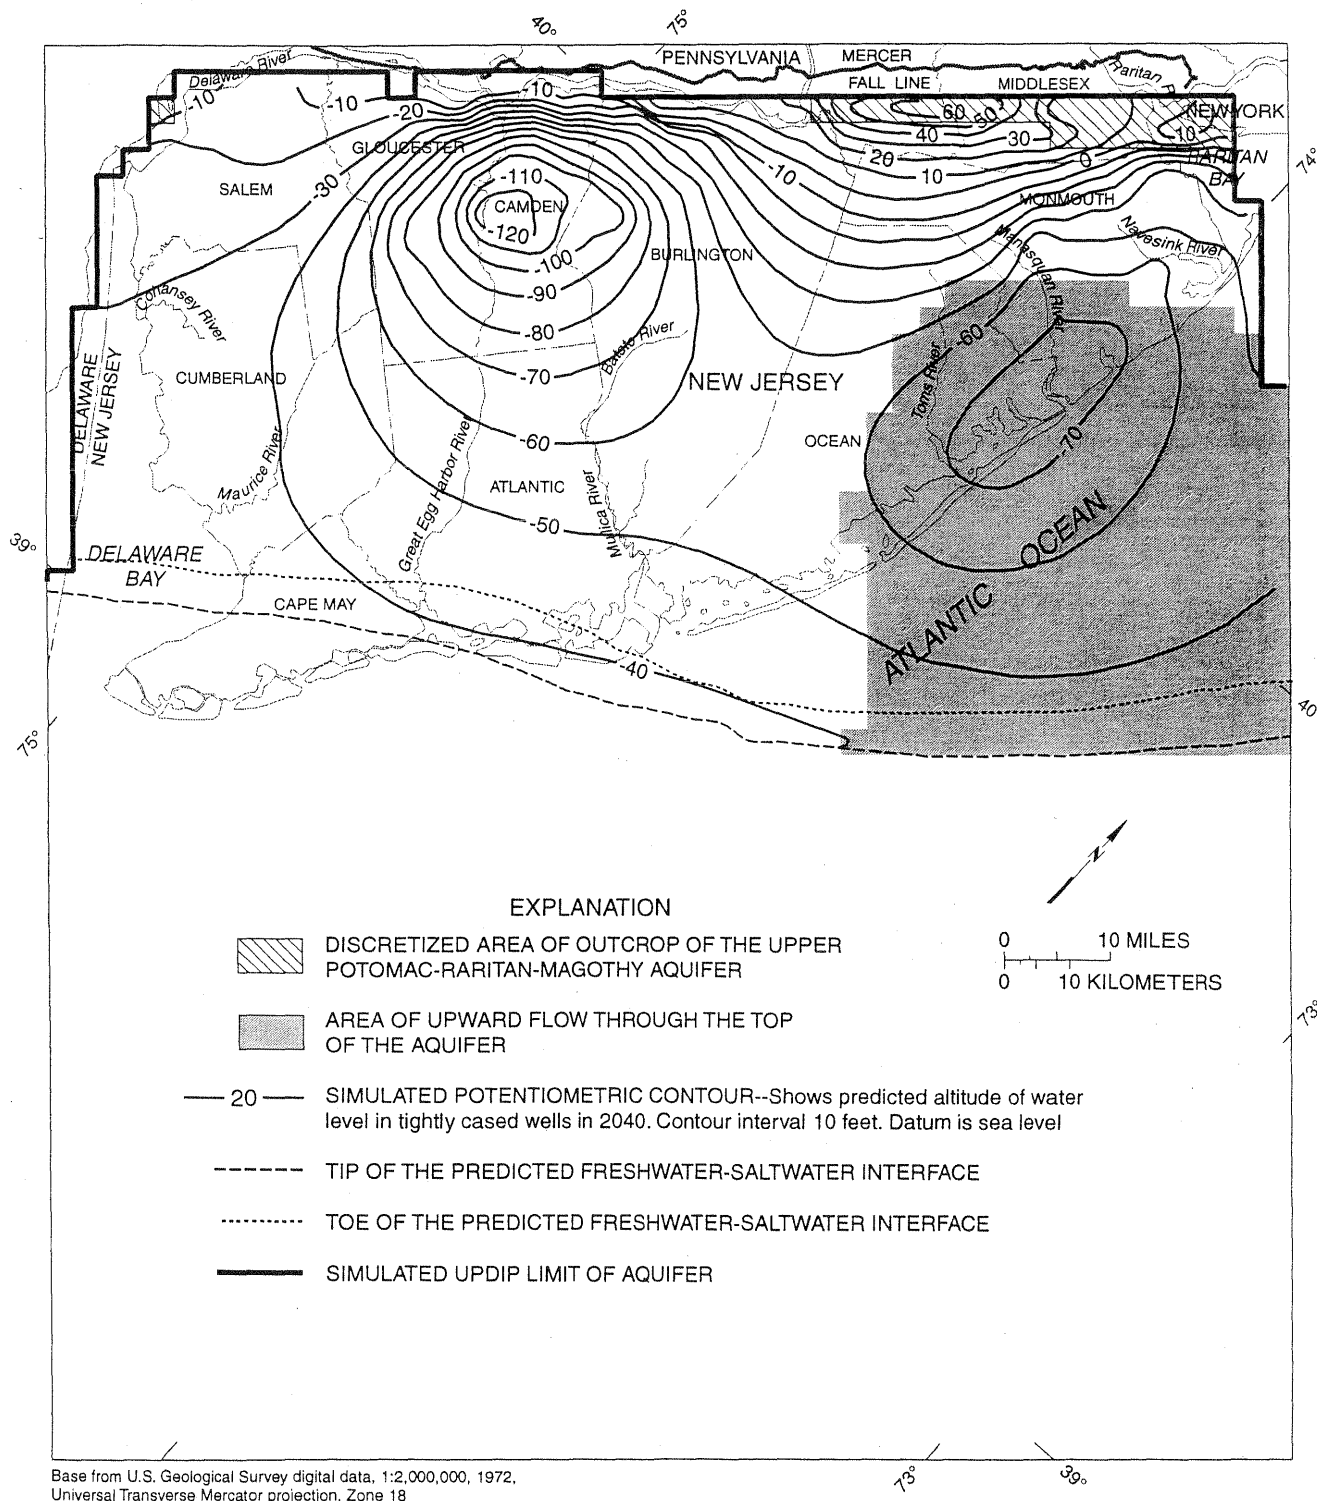 40°
75°
PENNSYLVANIA
MERCER
Delaware River
FALL LINE
MIDDLESEX
Raritan R
-10
-10
-10
-20
60
50
NEW YORK
40
30
10
GLOUCESTER
20
0
RARITAN
BAY
74°
-10
10
-30
SALEM
-110
CAMDEN
MONMOUTH
-120
Manasquan River
Navesink River
-100
BURLINGTON
-90
Cohansey River
-80
Batsto River
-60
DELAWARE
NEW JERSEY
CUMBERLAND
-70
NEW JERSEY
Toms River
-60
OCEAN
-70
Maurice River
Great Egg Harbor River
ATLANTIC
Mullica River
-50
39°
DELAWARE
BAY
ATLANTIC OCEAN
CAPE MAY
-40
40
75°
N
EXPLANATION
DISCRETIZED AREA OF OUTCROP OF THE UPPER
POTOMAC-RARITAN-MAGOTHY AQUIFER
0 10 MILES
0 10 KILOMETERS
AREA OF UPWARD FLOW THROUGH THE TOP
OF THE AQUIFER
73°
20
SIMULATED POTENTIOMETRIC CONTOUR--Shows predicted altitude of water
level in tightly cased wells in 2040. Contour interval 10 feet. Datum is sea level
TIP OF THE PREDICTED FRESHWATER-SALTWATER INTERFACE
TOE OF THE PREDICTED FRESHWATER-SALTWATER INTERFACE
SIMULATED UPDIP LIMIT OF AQUIFER
73°
39°
Base from U.S. Geological Survey digital data, 1:2,000,000, 1972,
Universal Transverse Mercator projection, Zone 18